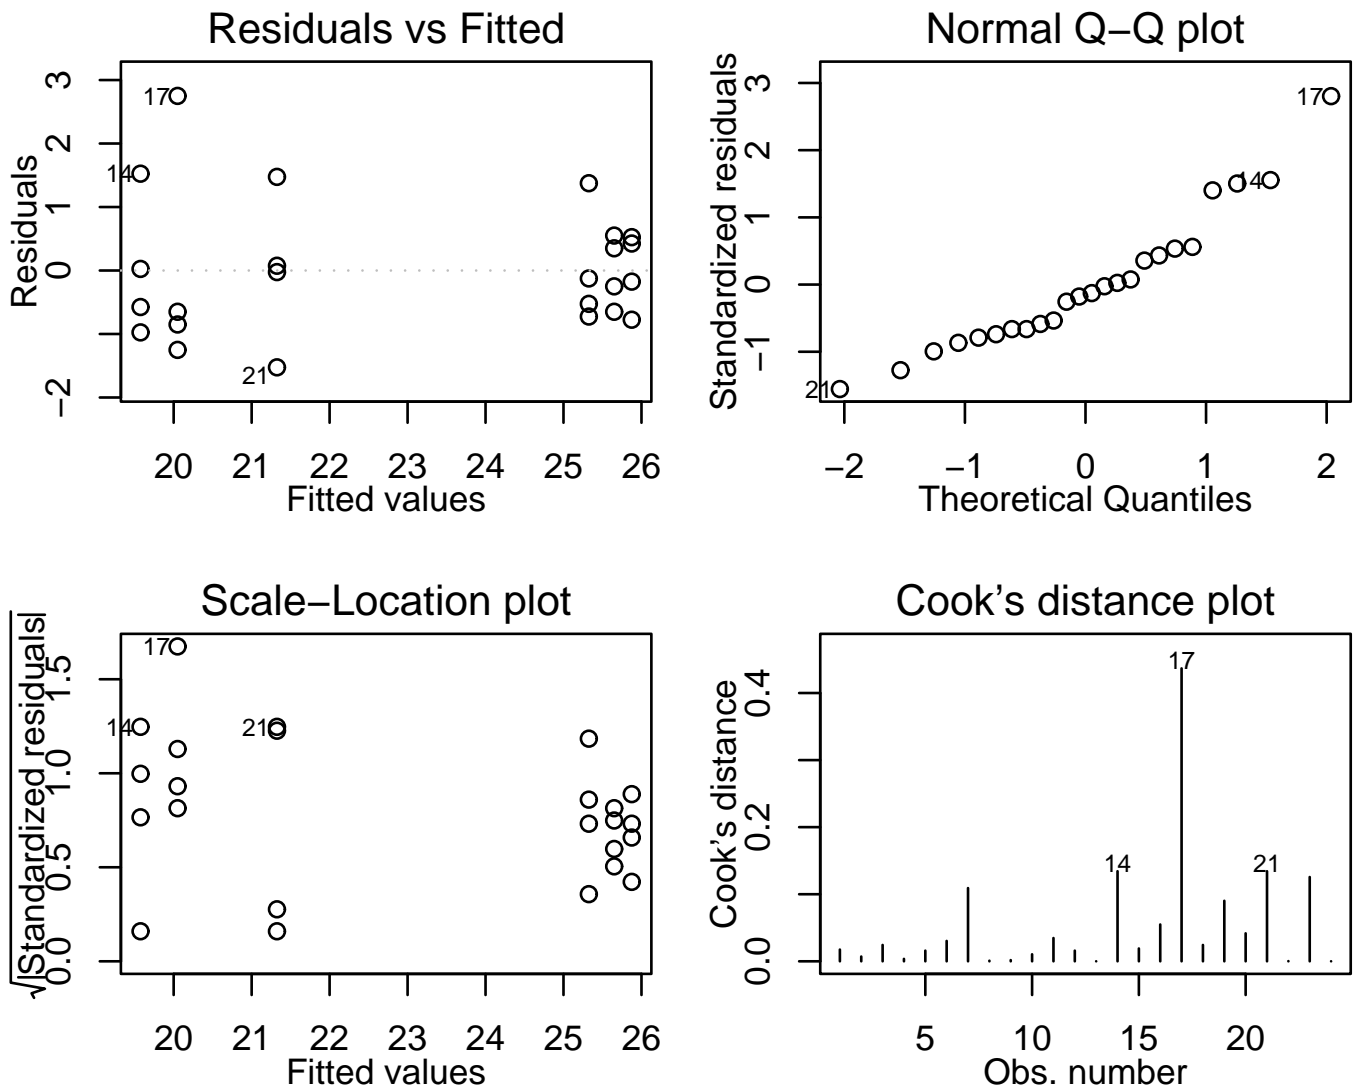 Residuals vs Fitted
Residuals
3
2
1
0
−2
17
14
21
20 21 22 23 24 25 26
Fitted values
Normal Q−Q plot
Standardized residuals
3
2
1
0
−1
17
14
21
−2 −1 0 1 2
Theoretical Quantiles
Scale−Location plot
√|Standardized residuals|
1.5
1.0
0.5
0.0
17
14
21
20 21 22 23 24 25 26
Fitted values
Cook's distance plot
Cook's distance
0.4
0.2
0.0
17
14
21
5 10 15 20
Obs. number